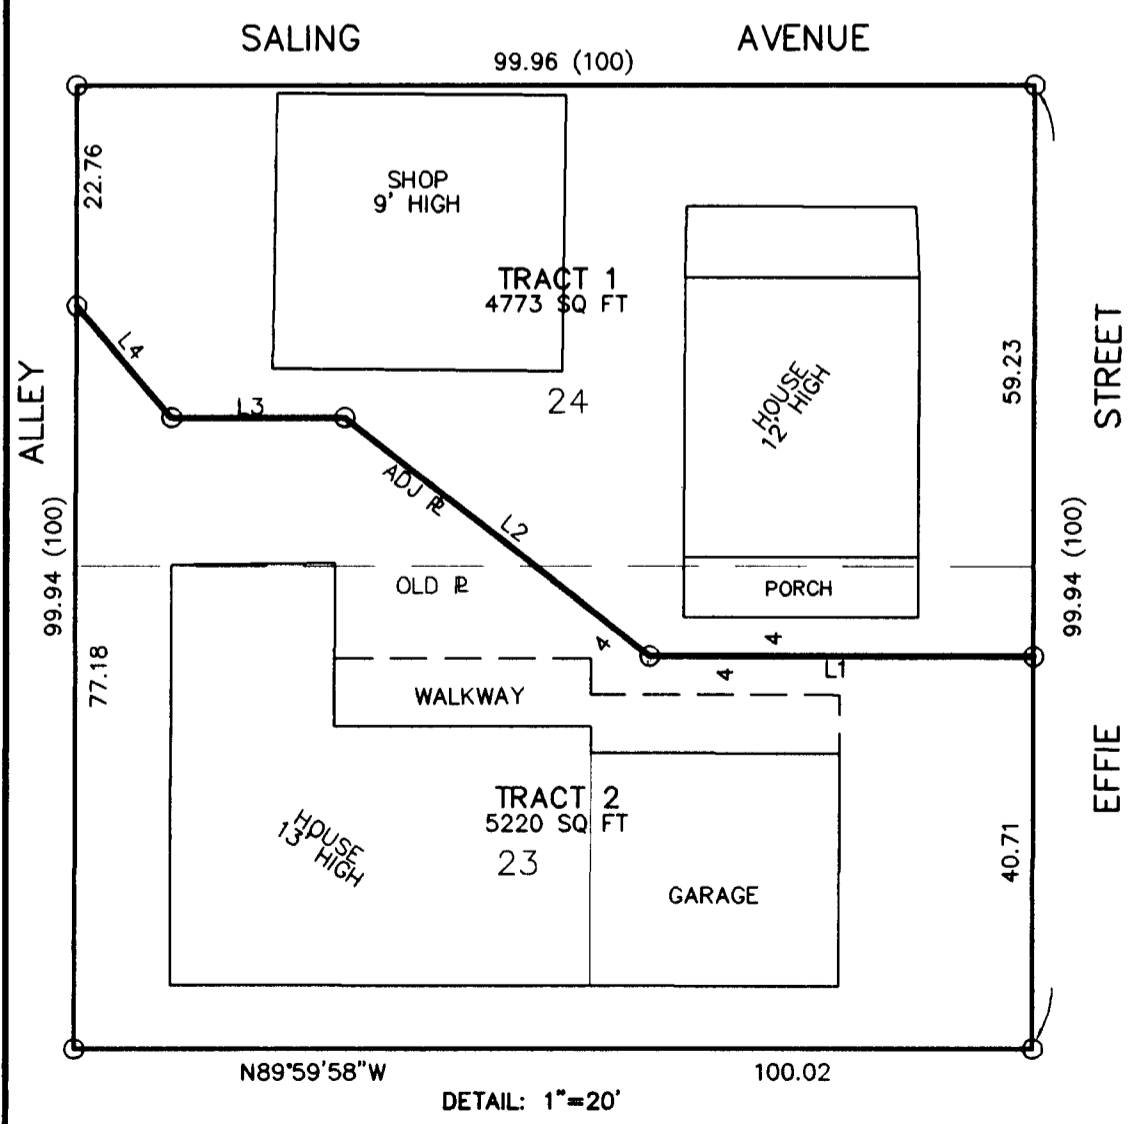 SALING AVENUE
99.96 (100)
22.76
SHOP
9' HIGH
TRACT 1
4773 SQ FT
24
HOUSE
12' HIGH
59.23
STREET
ALLEY
L4
L3
ADJ PL
L2
99.94 (100)
99.94 (100)
OLD PL
PORCH
4
4
4
L1
77.18
WALKWAY
TRACT 2
5220 SQ FT
23
HOUSE
13' HIGH
GARAGE
40.71
EFFIE
N89°59'58"W
100.02
DETAIL: 1"=20'